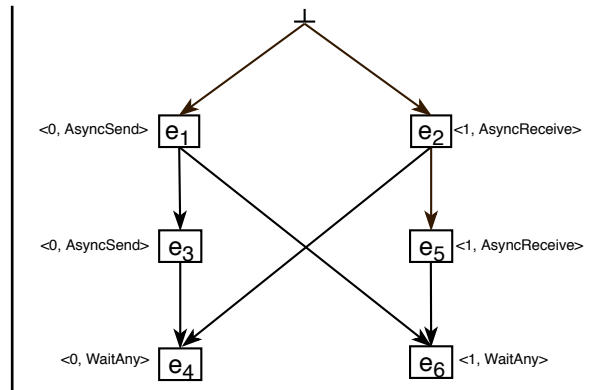 ⊥
<0, AsyncSend> e₁ e₂ <1, AsyncReceive>
<0, AsyncSend> e₃ e₅ <1, AsyncReceive>
<0, WaitAny> e₄ e₆ <1, WaitAny>